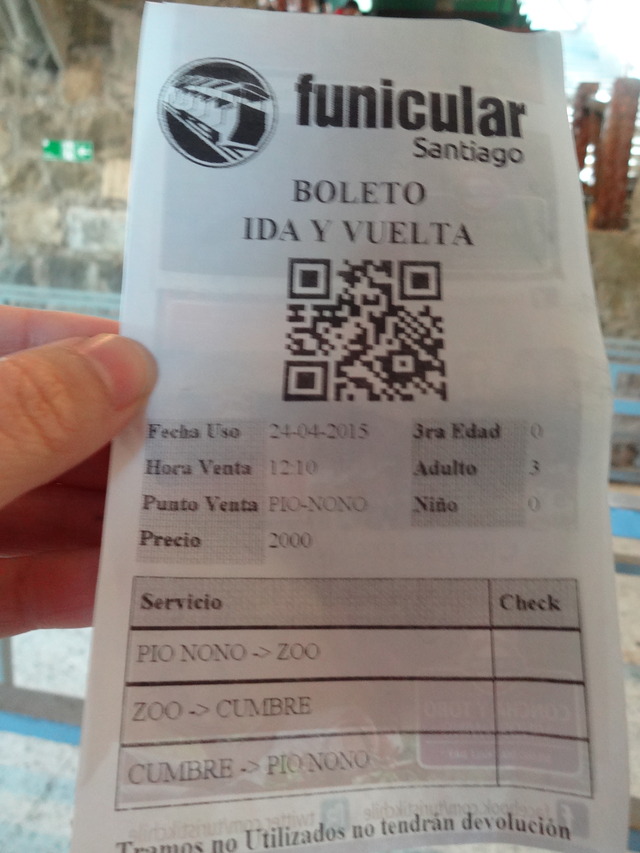 funicular
Santiago
BOLETO
IDA Y VUELTA
Fecha Uso 24-04-2015 3ra Edad 0
Hora Venta 12:10 Adulto 3
Punto Venta PIO-NONO Niño 0
Precio 2000
Servicio Check
PIO NONO -> ZOO
ZOO -> CUMBRE
CUMBRE -> PIO NONO
Tramos no Utilizados no tendrán devolución